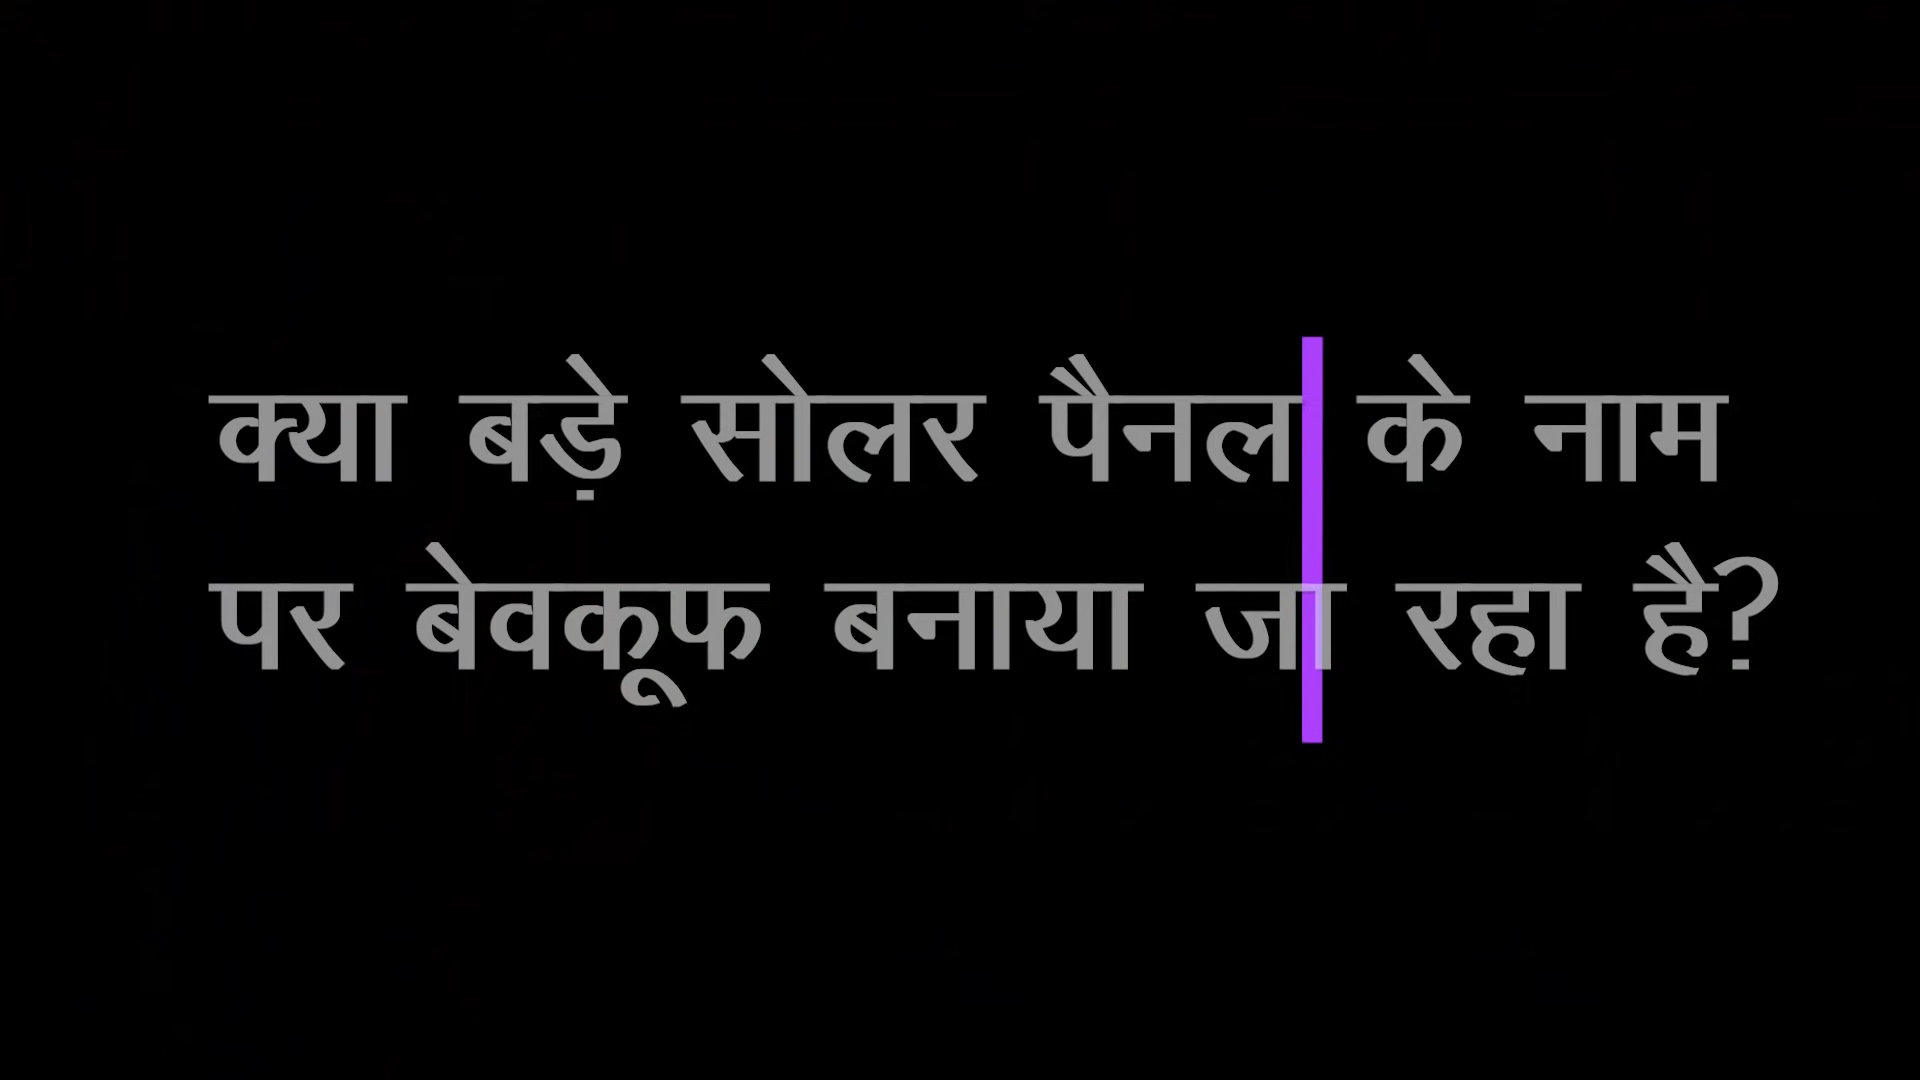 क्या बड़े सोलर पैनल के नाम
पर बेवकूफ बनाया जा रहा है?